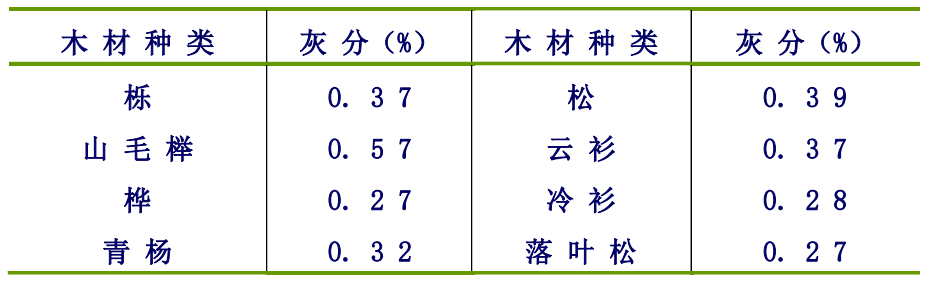 木材种类 灰分(%) 木材种类 灰分(%)
栎 0.37 松 0.39
山毛榉 0.57 云衫 0.37
桦 0.27 冷衫 0.28
青杨 0.32 落叶松 0.27